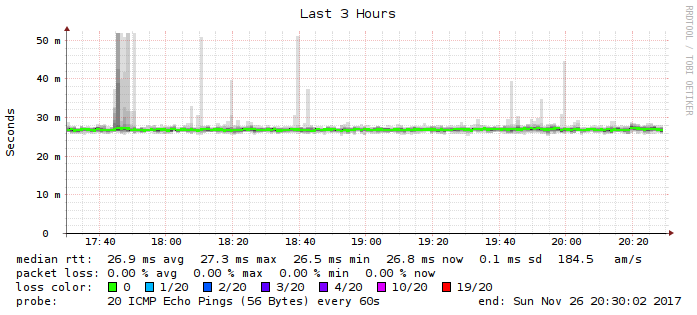 Last 3 Hours
RRDTOOL / TOBI OETIKER
Seconds
50 m
40 m
30 m
20 m
10 m
0
17:40 18:00 18:20 18:40 19:00 19:20 19:40 20:00 20:20
median rtt: 26.9 ms avg 27.3 ms max 26.5 ms min 26.8 ms now 0.1 ms sd 184.5 am/s
packet loss: 0.00 % avg 0.00 % max 0.00 % min 0.00 % now
loss color: 0 1/20 2/20 3/20 4/20 10/20 19/20
probe: 20 ICMP Echo Pings (56 Bytes) every 60s end: Sun Nov 26 20:30:02 2017